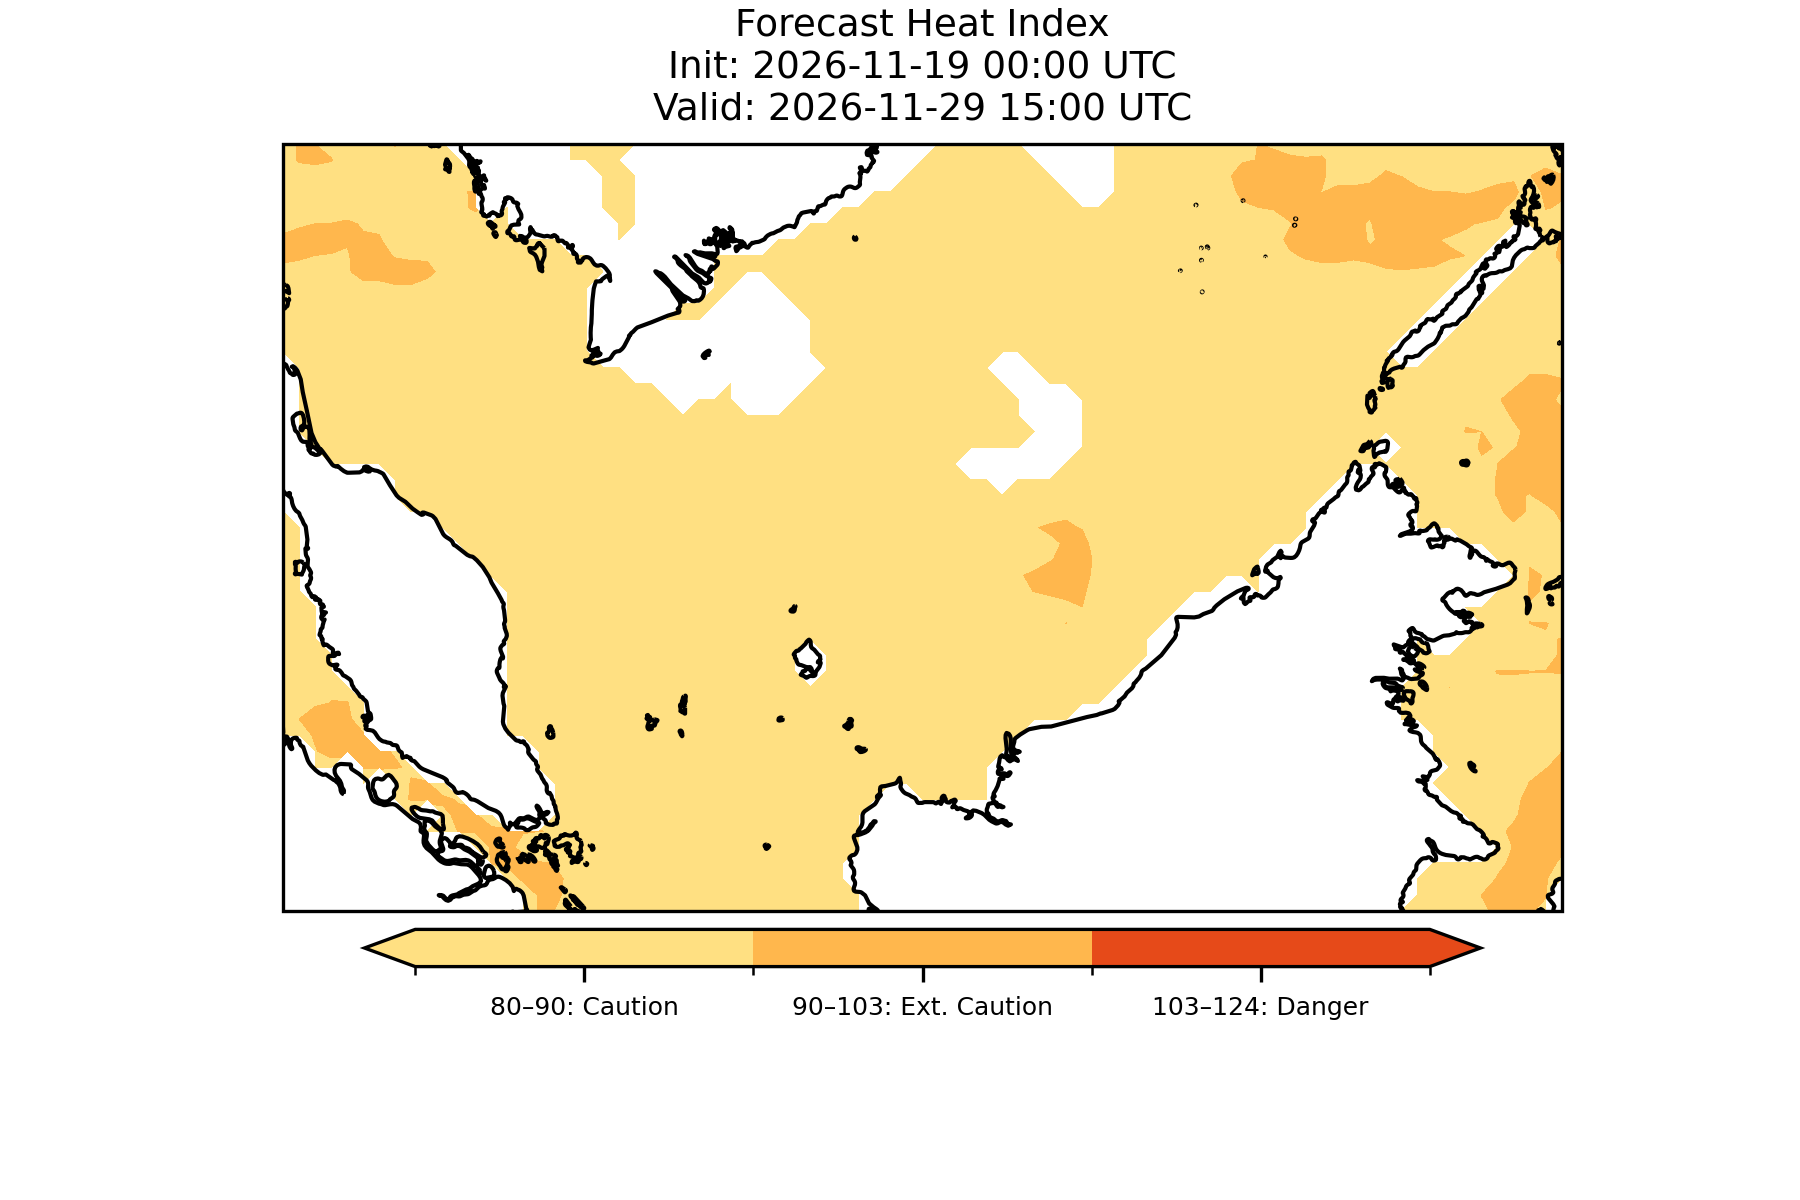 Forecast Heat Index
Init: 2026-11-19 00:00 UTC
Valid: 2026-11-29 15:00 UTC
80–90: Caution
90–103: Ext. Caution
103–124: Danger